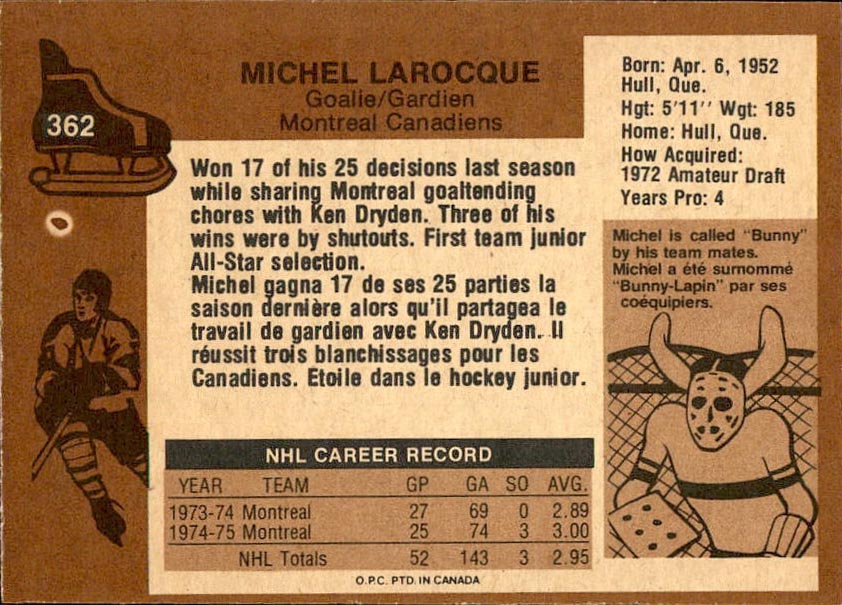 362
MICHEL LAROCQUE
Goalie/Gardien
Montreal Canadiens
Born: Apr. 6, 1952
Hull, Que.
Hgt: 5'11'' Wgt: 185
Home: Hull, Que.
How Acquired:
1972 Amateur Draft
Years Pro: 4
Won 17 of his 25 decisions last season
while sharing Montreal goaltending
chores with Ken Dryden. Three of his
wins were by shutouts. First team junior
All-Star selection.
Michel gagna 17 de ses 25 parties la
saison dernière alors qu'il partagea le
travail de gardien avec Ken Dryden. Il
réussit trois blanchissages pour les
Canadiens. Etoile dans le hockey junior.
Michel is called "Bunny"
by his team mates.
Michel a été surnommé
"Bunny-Lapin" par ses
coéquipiers.
NHL CAREER RECORD
YEAR TEAM GP GA SO AVG.
1973-74 Montreal 27 69 0 2.89
1974-75 Montreal 25 74 3 3.00
NHL Totals 52 143 3 2.95
O.P.C. PTD. IN CANADA